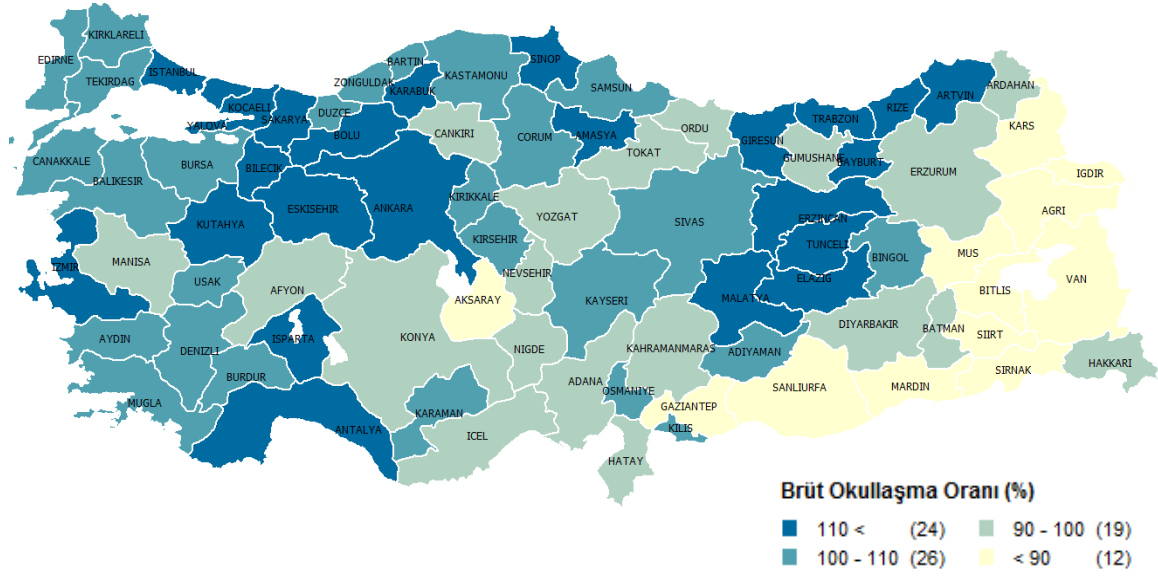 KIRKLARELI
EDIRNE
TEKIRDAG
ISTANBUL
KOCAELI
YALOVA
SAKARYA
DUZCE
ZONGULDAK
BARTIN
KARABUK
KASTAMONU
SINOP
SAMSUN
BOLU
CANKIRI
CORUM
AMASYA
ORDU
TOKAT
GIRESUN
TRABZON
RIZE
ARTVIN
ARDAHAN
KARS
GUMUSHANE
BAYBURT
ERZURUM
IGDIR
AGRI
CANAKKALE
BALIKESIR
BURSA
BILECIK
KUTAHYA
ESKISEHIR
ANKARA
KIRIKKALE
KIRSEHIR
YOZGAT
SIVAS
ERZINCAN
TUNCELI
BINGOL
MUS
ELAZIG
BITLIS
VAN
IZMIR
MANISA
USAK
AFYON
AKSARAY
NEVSEHIR
KAYSERI
MALATYA
DIYARBAKIR
BATMAN
SIIRT
SIRNAK
HAKKARI
AYDIN
DENIZLI
ISPARTA
BURDUR
KONYA
NIGDE
KAHRAMANMARAS
ADIYAMAN
SANLIURFA
MARDIN
MUGLA
ANTALYA
KARAMAN
ICEL
ADANA
OSMANIYE
GAZIANTEP
KILIS
HATAY
Brüt Okullaşma Oranı (%)
110 < (24) 90 - 100 (19)
100 - 110 (26) < 90 (12)